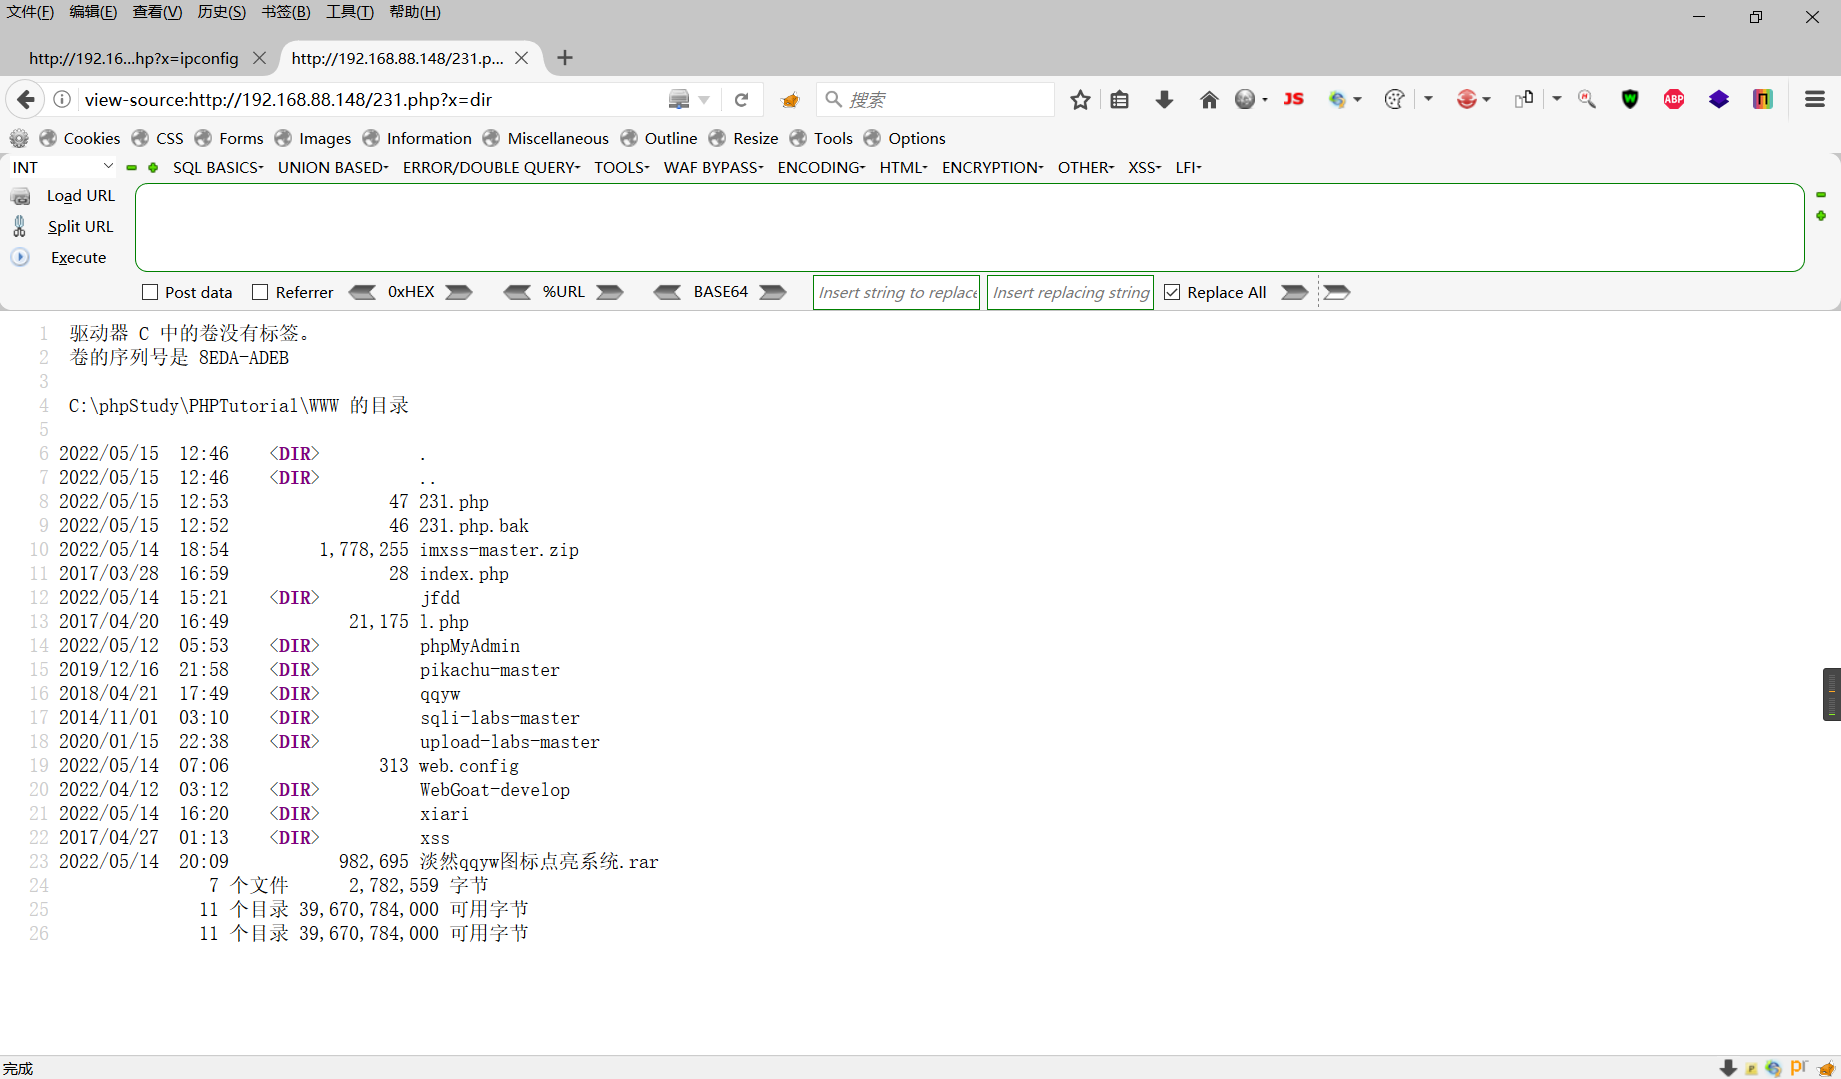 文件(F) 编辑(E) 查看(V) 历史(S) 书签(B) 工具(T) 帮助(H)
http://192.16...hp?x=ipconfig http://192.168.88.148/231.p...
view-source:http://192.168.88.148/231.php?x=dir 搜索 JS ABP
Cookies CSS Forms Images Information Miscellaneous Outline Resize Tools Options
INT SQL BASICS UNION BASED ERROR/DOUBLE QUERY TOOLS WAF BYPASS ENCODING HTML ENCRYPTION OTHER XSS LFI
Load URL
Split URL
Execute
Post data Referrer 0xHEX %URL BASE64 Insert string to replace Insert replacing string Replace All
1 驱动器 C 中的卷没有标签。
2 卷的序列号是 8EDA-ADEB
3
4 C:\phpStudy\PHPTutorial\WWW 的目录
5
6 2022/05/15 12:46 <DIR> .
7 2022/05/15 12:46 <DIR> ..
8 2022/05/15 12:53 47 231.php
9 2022/05/15 12:52 46 231.php.bak
10 2022/05/14 18:54 1,778,255 imxss-master.zip
11 2017/03/28 16:59 28 index.php
12 2022/05/14 15:21 <DIR> jfdd
13 2017/04/20 16:49 21,175 l.php
14 2022/05/12 05:53 <DIR> phpMyAdmin
15 2019/12/16 21:58 <DIR> pikachu-master
16 2018/04/21 17:49 <DIR> qqyw
17 2014/11/01 03:10 <DIR> sqli-labs-master
18 2020/01/15 22:38 <DIR> upload-labs-master
19 2022/05/14 07:06 313 web.config
20 2022/04/12 03:12 <DIR> WebGoat-develop
21 2022/05/14 16:20 <DIR> xiari
22 2017/04/27 01:13 <DIR> xss
23 2022/05/14 20:09 982,695 淡然qqyw图标点亮系统.rar
24 7 个文件 2,782,559 字节
25 11 个目录 39,670,784,000 可用字节
26 11 个目录 39,670,784,000 可用字节
完成 pr